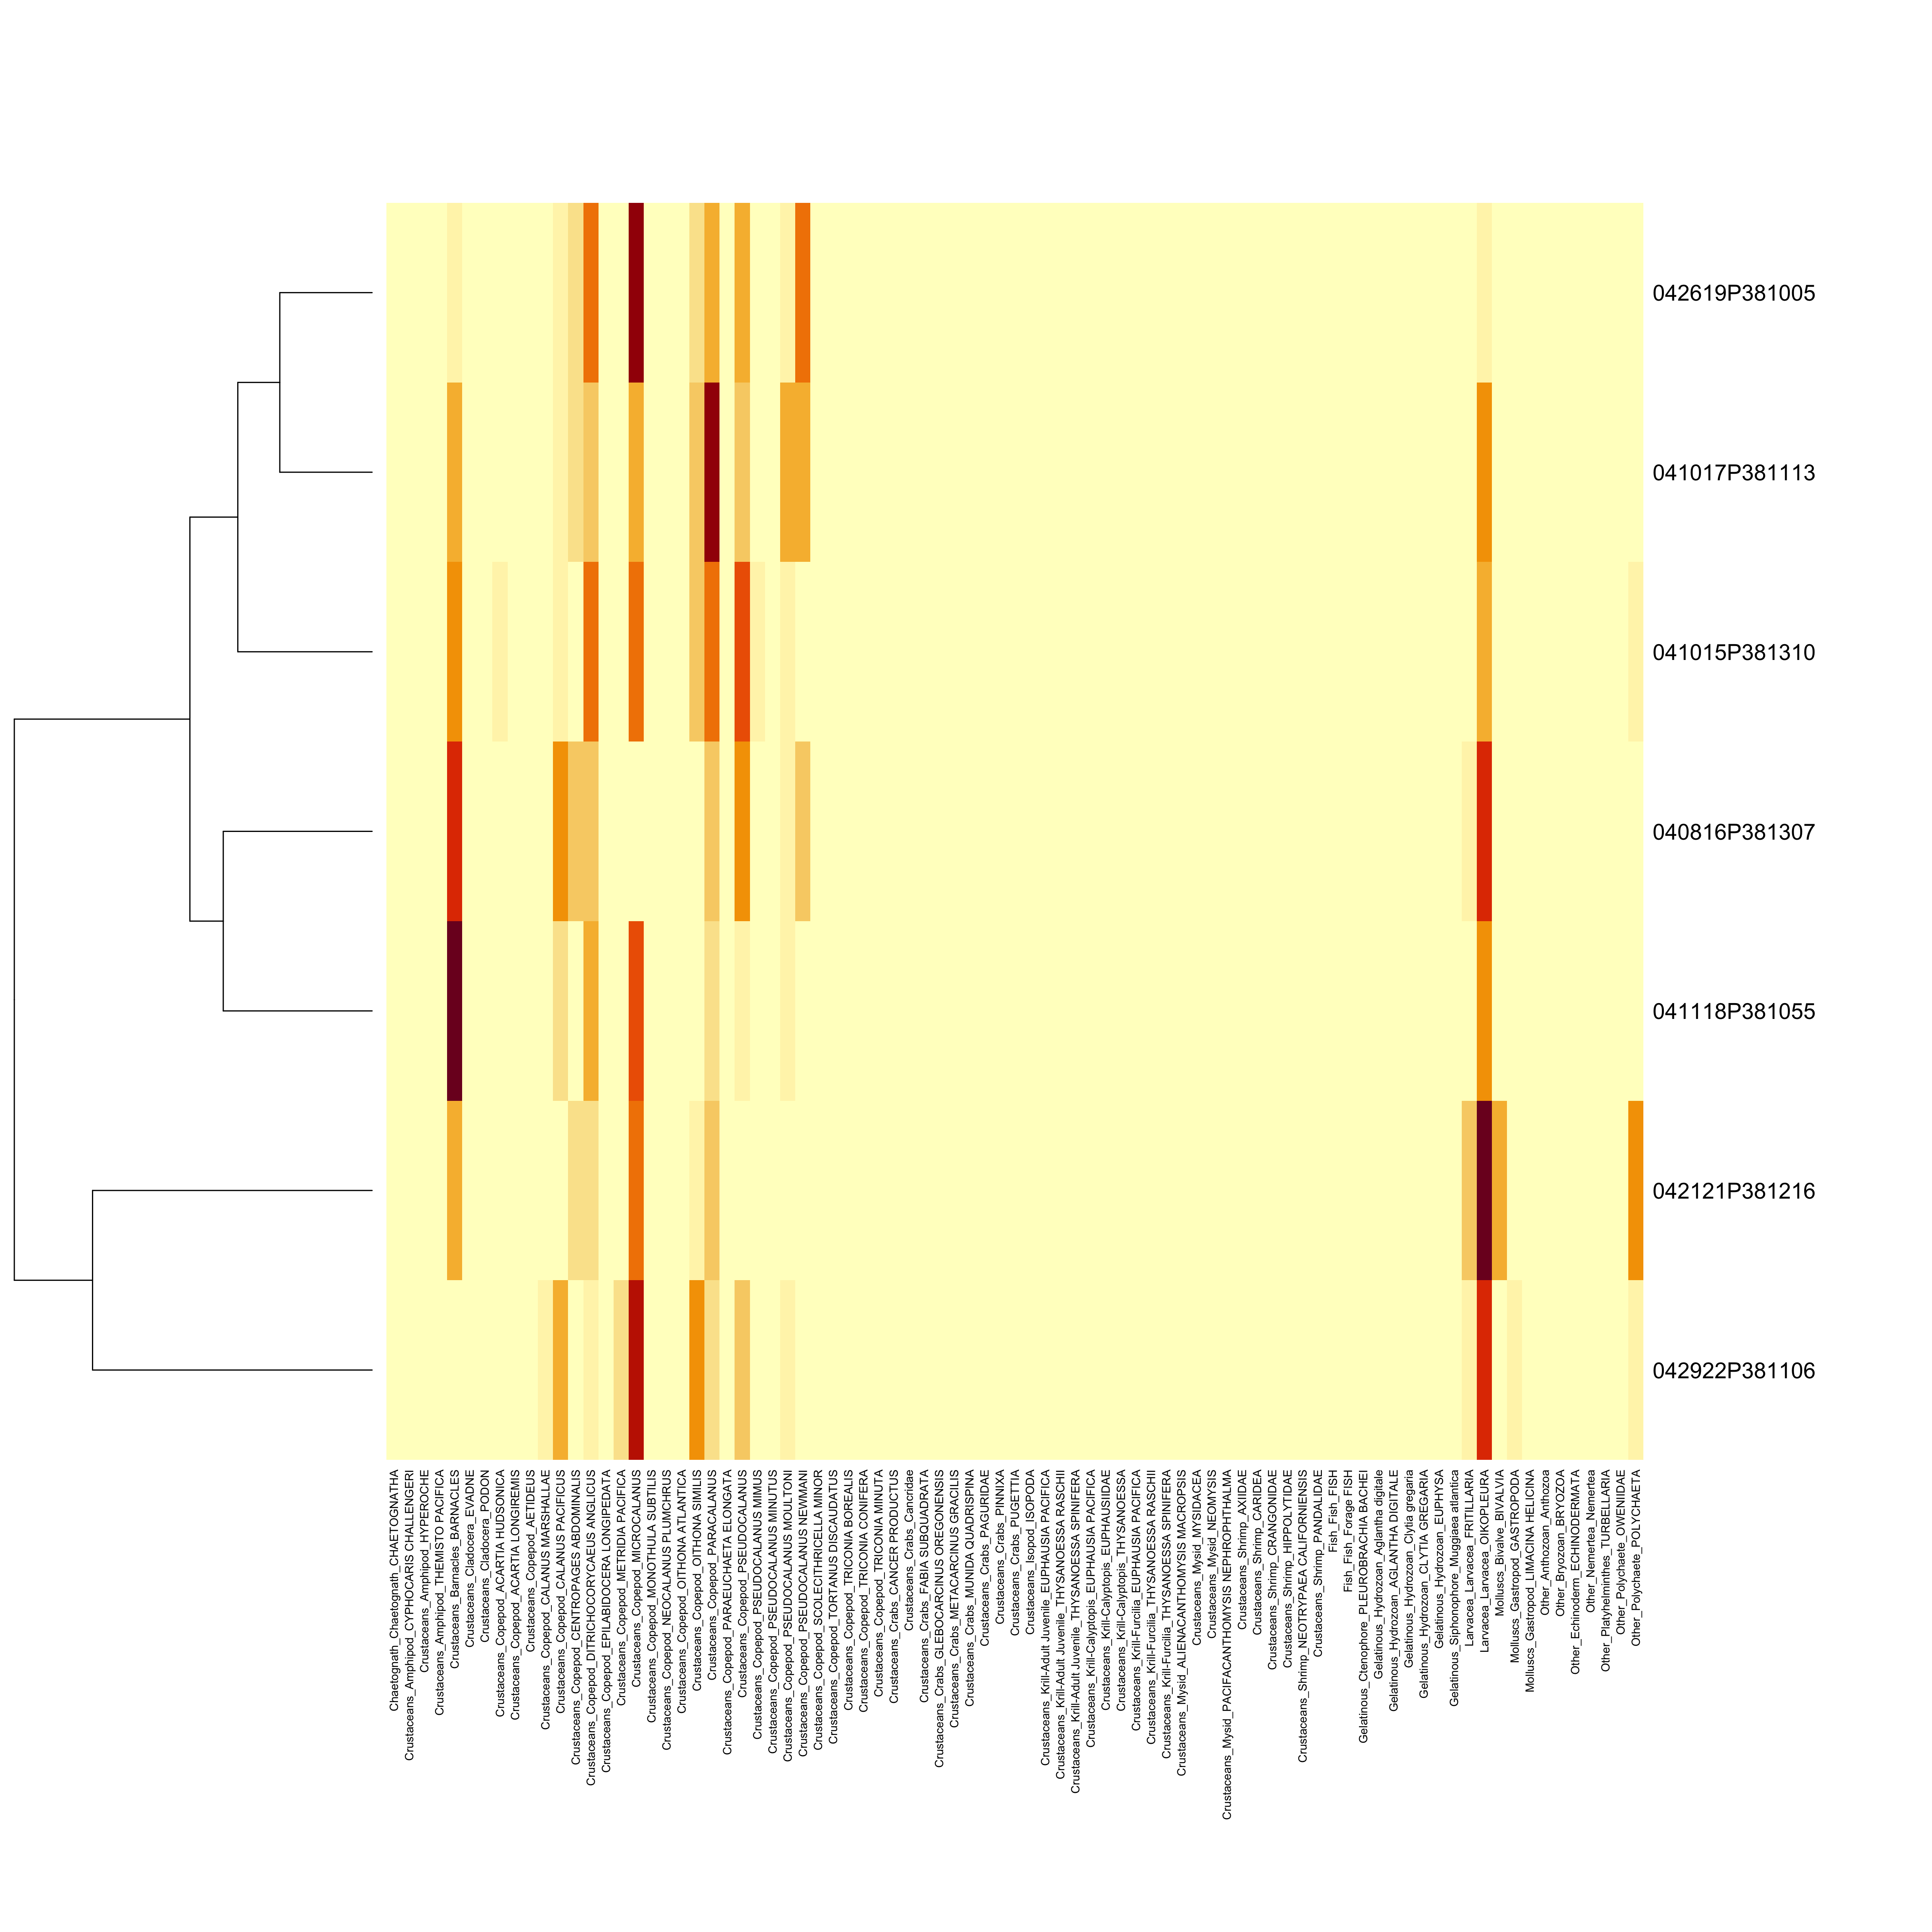 042619P381005
041017P381113
041015P381310
040816P381307
041118P381055
042121P381216
042922P381106
Chaetognath_Chaetognath_CHAETOGNATHA
Crustaceans_Amphipod_CYPHOCARIS CHALLENGERI
Crustaceans_Amphipod_HYPEROCHE
Crustaceans_Amphipod_THEMISTO PACIFICA
Crustaceans_Barnacles_BARNACLES
Crustaceans_Cladocera_EVADNE
Crustaceans_Cladocera_PODON
Crustaceans_Copepod_ACARTIA HUDSONICA
Crustaceans_Copepod_ACARTIA LONGIREMIS
Crustaceans_Copepod_AETIDEUS
Crustaceans_Copepod_CALANUS MARSHALLAE
Crustaceans_Copepod_CALANUS PACIFICUS
Crustaceans_Copepod_CENTROPAGES ABDOMINALIS
Crustaceans_Copepod_DITRICHOCORYCAEUS ANGLICUS
Crustaceans_Copepod_EPILABIDOCERA LONGIPEDATA
Crustaceans_Copepod_METRIDIA PACIFICA
Crustaceans_Copepod_MICROCALANUS
Crustaceans_Copepod_MONOTHULA SUBTILIS
Crustaceans_Copepod_NEOCALANUS PLUMCHRUS
Crustaceans_Copepod_OITHONA ATLANTICA
Crustaceans_Copepod_OITHONA SIMILIS
Crustaceans_Copepod_PARACALANUS
Crustaceans_Copepod_PARAEUCHAETA ELONGATA
Crustaceans_Copepod_PSEUDOCALANUS
Crustaceans_Copepod_PSEUDOCALANUS MIMUS
Crustaceans_Copepod_PSEUDOCALANUS MINUTUS
Crustaceans_Copepod_PSEUDOCALANUS MOULTONI
Crustaceans_Copepod_PSEUDOCALANUS NEWMANI
Crustaceans_Copepod_SCOLECITHRICELLA MINOR
Crustaceans_Copepod_TORTANUS DISCAUDATUS
Crustaceans_Copepod_TRICONIA BOREALIS
Crustaceans_Copepod_TRICONIA CONIFERA
Crustaceans_Copepod_TRICONIA MINUTA
Crustaceans_Crabs_CANCER PRODUCTUS
Crustaceans_Crabs_Cancridae
Crustaceans_Crabs_FABIA SUBQUADRATA
Crustaceans_Crabs_GLEBOCARCINUS OREGONENSIS
Crustaceans_Crabs_METACARCINUS GRACILIS
Crustaceans_Crabs_MUNIDA QUADRISPINA
Crustaceans_Crabs_PAGURIDAE
Crustaceans_Crabs_PINNIXA
Crustaceans_Crabs_PUGETTIA
Crustaceans_Isopod_ISOPODA
Crustaceans_Krill-Adult Juvenile_EUPHAUSIA PACIFICA
Crustaceans_Krill-Adult Juvenile_THYSANOESSA RASCHII
Crustaceans_Krill-Adult Juvenile_THYSANOESSA SPINIFERA
Crustaceans_Krill-Calyptopis_EUPHAUSIA PACIFICA
Crustaceans_Krill-Calyptopis_EUPHAUSIIDAE
Crustaceans_Krill-Calyptopis_THYSANOESSA
Crustaceans_Krill-Furcilia_EUPHAUSIA PACIFICA
Crustaceans_Krill-Furcilia_THYSANOESSA RASCHII
Crustaceans_Krill-Furcilia_THYSANOESSA SPINIFERA
Crustaceans_Mysid_ALIENACANTHOMYSIS MACROPSIS
Crustaceans_Mysid_MYSIDACEA
Crustaceans_Mysid_NEOMYSIS
Crustaceans_Mysid_PACIFACANTHOMYSIS NEPHROPHTHALMA
Crustaceans_Shrimp_AXIIDAE
Crustaceans_Shrimp_CARIDEA
Crustaceans_Shrimp_CRANGONIDAE
Crustaceans_Shrimp_HIPPOLYTIDAE
Crustaceans_Shrimp_NEOTRYPAEA CALIFORNIENSIS
Crustaceans_Shrimp_PANDALIDAE
Fish_Fish_FISH
Fish_Fish_Forage FISH
Gelatinous_Ctenophore_PLEUROBRACHIA BACHEI
Gelatinous_Hydrozoan_Aglantha digitale
Gelatinous_Hydrozoan_AGLANTHA DIGITALE
Gelatinous_Hydrozoan_Clytia gregaria
Gelatinous_Hydrozoan_CLYTIA GREGARIA
Gelatinous_Hydrozoan_EUPHYSA
Gelatinous_Siphonophore_Muggiaea atlantica
Larvacea_Larvacea_FRITILLARIA
Larvacea_Larvacea_OIKOPLEURA
Molluscs_Bivalve_BIVALVIA
Molluscs_Gastropod_GASTROPODA
Molluscs_Gastropod_LIMACINA HELICINA
Other_Anthozoan_Anthozoa
Other_Bryozoan_BRYOZOA
Other_Echinoderm_ECHINODERMATA
Other_Nemertea_Nemertea
Other_Platyhelminthes_TURBELLARIA
Other_Polychaete_OWENIIDAE
Other_Polychaete_POLYCHAETA